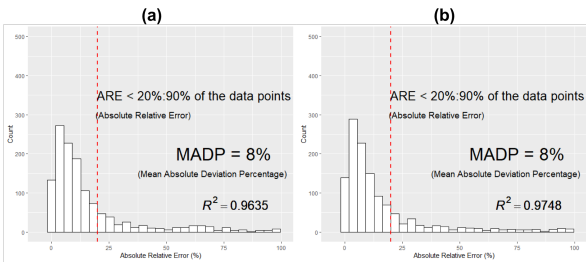 (a)
(b)
500
400
300
200
100
0
Count
ARE < 20%:90% of the data points
(Absolute Relative Error)
MADP = 8%
(Mean Absolute Deviation Percentage)
R² = 0.9635
0
25
50
75
100
Absolute Relative Error (%)
500
400
300
200
100
0
Count
ARE < 20%:90% of the data points
(Absolute Relative Error)
MADP = 8%
(Mean Absolute Deviation Percentage)
R² = 0.9748
0
25
50
75
100
Absolute Relative Error (%)